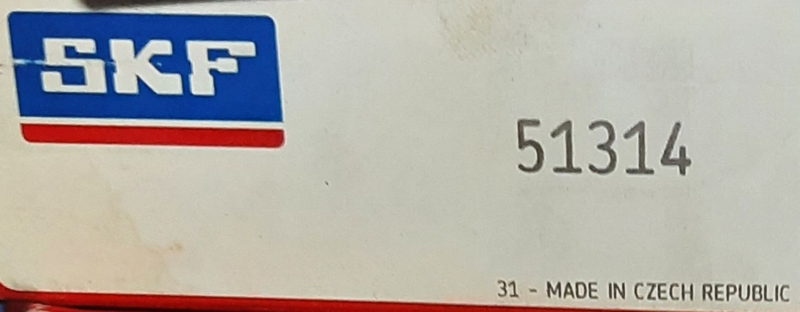 SKF
51314
31 - MADE IN CZECH REPUBLIC